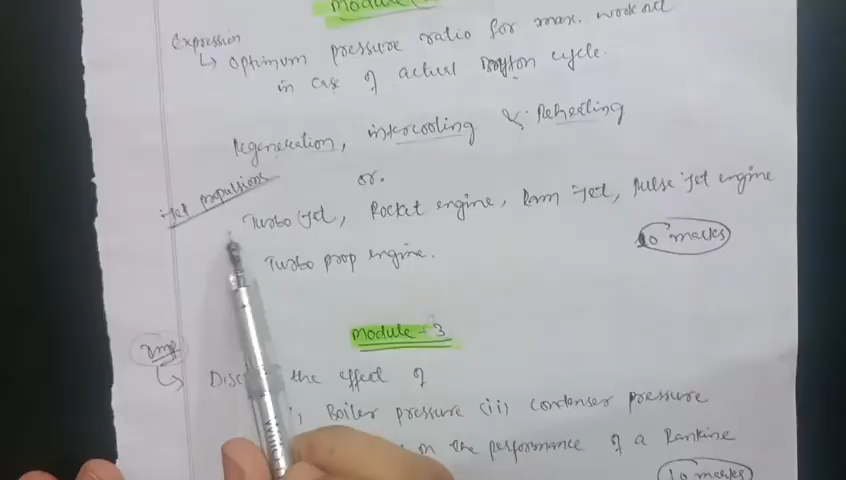 Module
Expression
↳ Optimum pressure ratio for max. work
in case of actual Brayton cycle.
Regeneration, intercooling & Reheating
or.
Jet propulsions
Turbo Jet, Rocket engine, Ram Jet, Pulse Jet engine
10 marks
Turbo prop engine.
Module - 3
Imp
↳ Disc the effect of
i, Boiler pressure (ii) condenser pressure
on the performance of a Rankine
10 marks